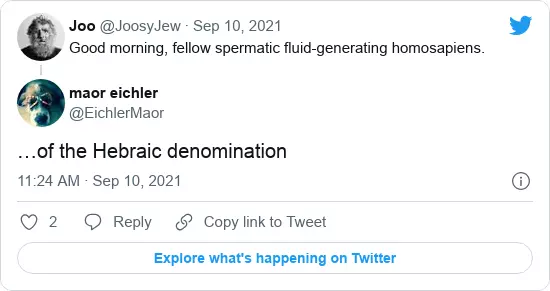 Joo @JoosyJew · Sep 10, 2021
Good morning, fellow spermatic fluid-generating homosapiens.
maor eichler
@EichlerMaor
…of the Hebraic denomination
11:24 AM · Sep 10, 2021
2 Reply Copy link to Tweet
Explore what's happening on Twitter